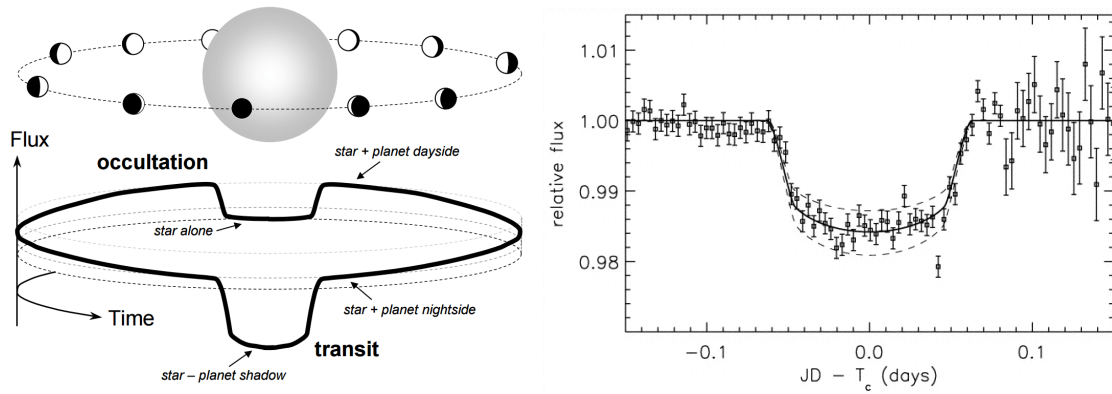 Flux
occultation
star + planet dayside
star alone
star + planet nightside
Time
transit
star – planet shadow
1.01
1.00
0.99
0.98
relative flux
−0.1
0.0
0.1
JD − Tc (days)